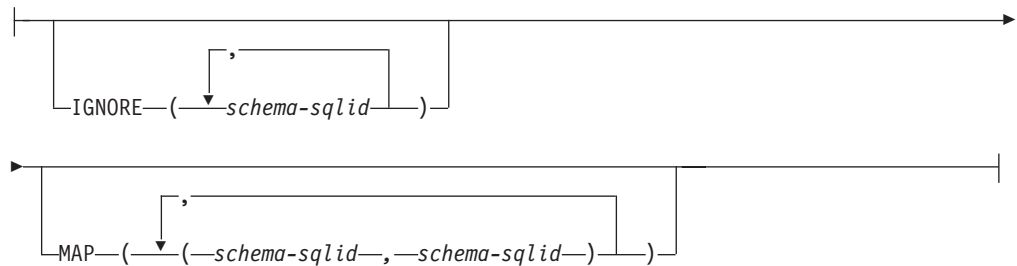 ,
IGNORE ( schema-sqlid )
,
MAP ( ( schema-sqlid , schema-sqlid ) )